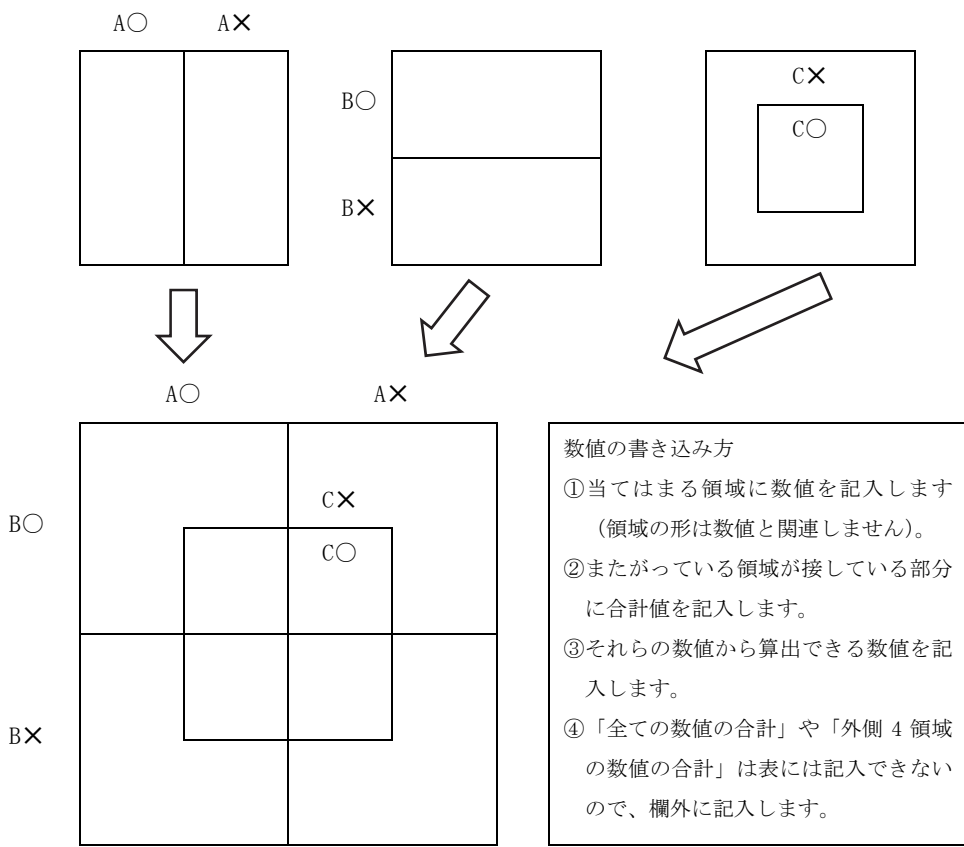 A○ A×
B○
B×
C×
C○
A○ A×
B○
B×
C×
C○
数値の書き込み方
①当てはまる領域に数値を記入します
（領域の形は数値と関連しません）。
②またがっている領域が接している部分
に合計値を記入します。
③それらの数値から算出できる数値を記
入します。
④「全ての数値の合計」や「外側 4 領域
の数値の合計」は表には記入できない
ので、欄外に記入します。